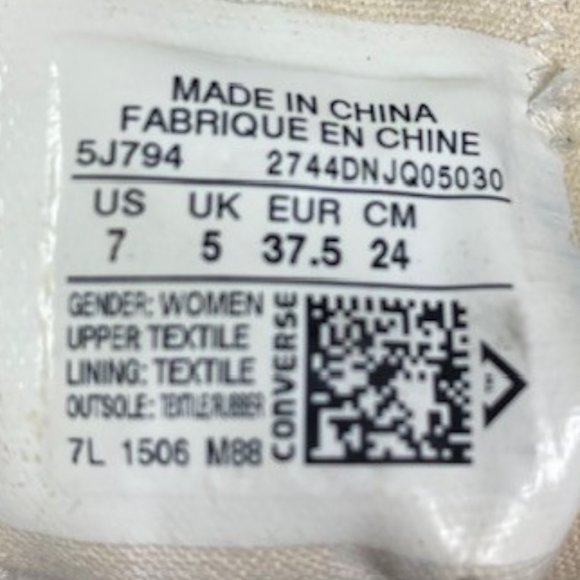 MADE IN CHINA
FABRIQUE EN CHINE
5J794 2744DNJQ05030
US UK EUR CM
7 5 37.5 24
GENDER: WOMEN
UPPER TEXTILE
LINING: TEXTILE
OUTSOLE: TEXTILE/RUBBER
7L 1506 M88
CONVERSE